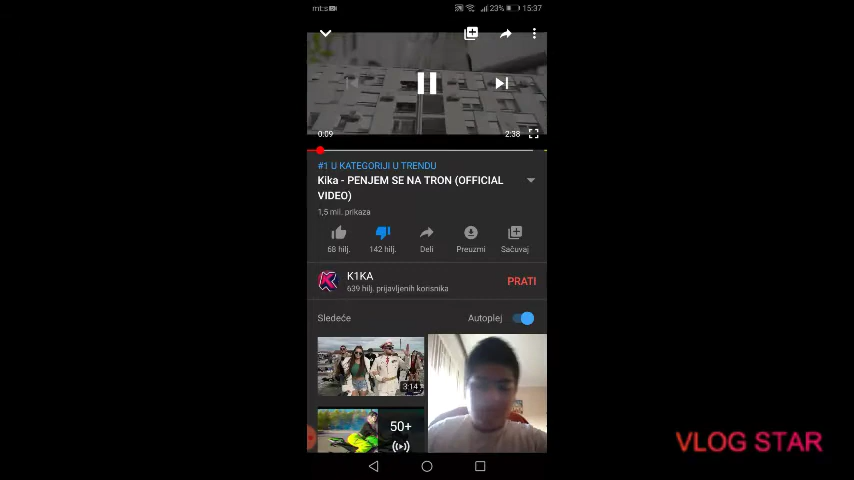 mt:s
23%
15:37
0:09
2:38
#1 U KATEGORIJI U TRENDU
Kika - PENJEM SE NA TRON (OFFICIAL
VIDEO)
1,5 mil. prikaza
68 hilj.
142 hilj.
Deli
Preuzmi
Sačuvaj
K1KA
639 hilj. prijavljenih korisnika
PRATI
Sledeće
Autoplej
3:14
50+
VLOG STAR